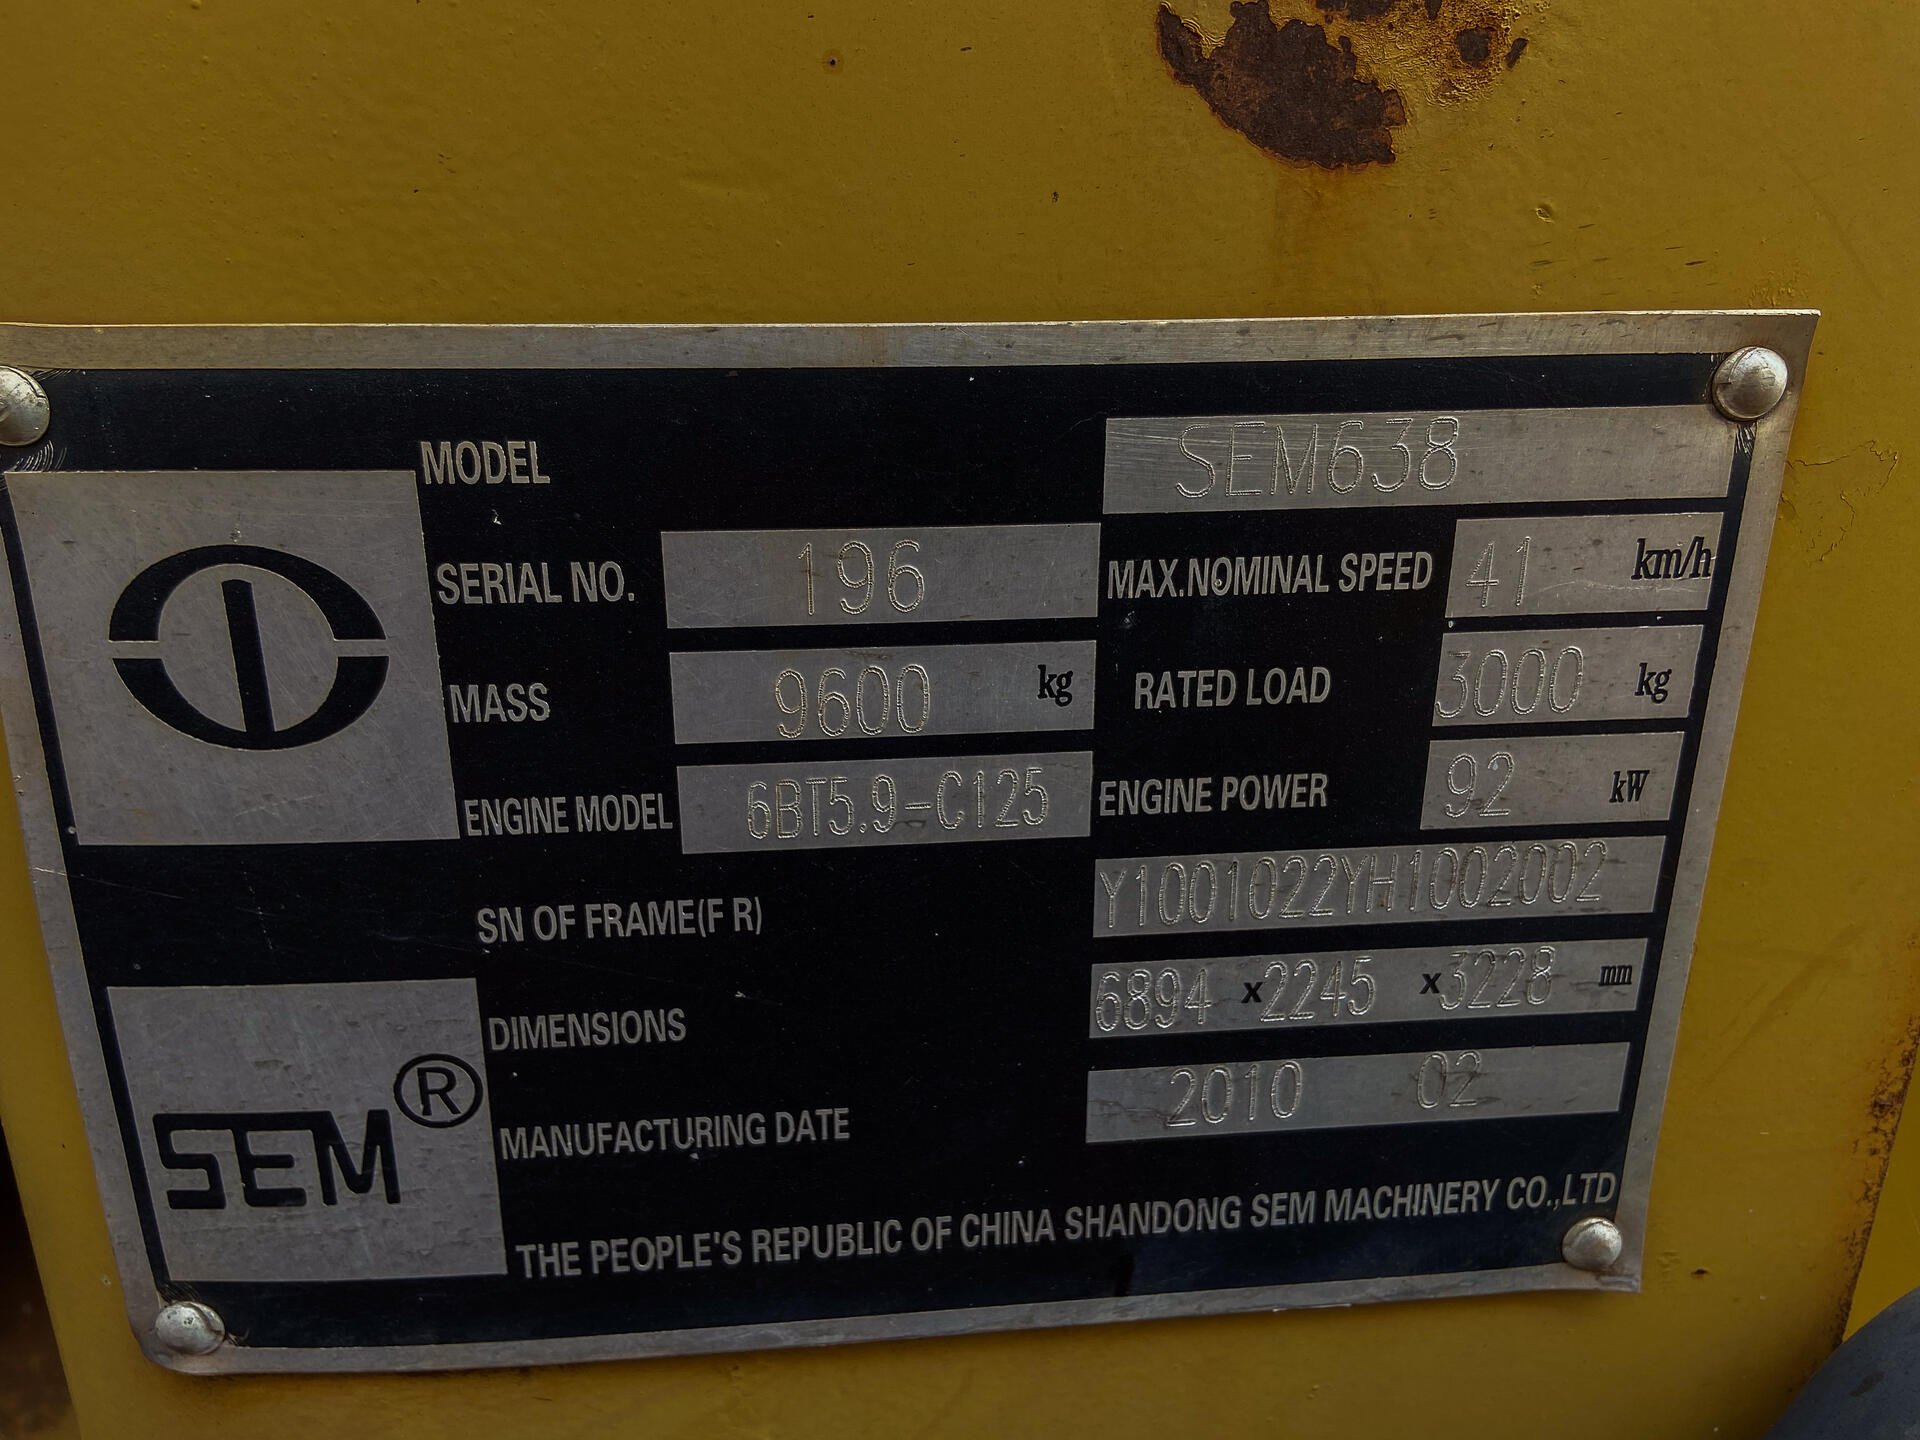 MODEL SEM638
SERIAL NO. 196 MAX.NOMINAL SPEED 41 km/h
MASS 9600 kg RATED LOAD 3000 kg
ENGINE MODEL 6BT5.9-C125 ENGINE POWER 92 kW
SN OF FRAME(F R) Y1001022YH1002002
DIMENSIONS 6894 x 2245 x 3228 mm
MANUFACTURING DATE 2010 02
SEM®
THE PEOPLE'S REPUBLIC OF CHINA SHANDONG SEM MACHINERY CO.,LTD